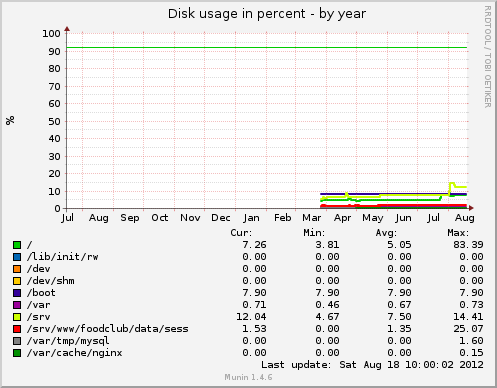 Disk usage in percent - by year
RRDTOOL / TOBI OETIKER
%
100
90
80
70
60
50
40
30
20
10
0
Jul Aug Sep Oct Nov Dec Jan Feb Mar Apr May Jun Jul Aug
Cur: Min: Avg: Max:
/ 7.26 3.81 5.05 83.39
/lib/init/rw 0.00 0.00 0.00 0.00
/dev 0.00 0.00 0.00 0.00
/dev/shm 0.00 0.00 0.00 0.00
/boot 7.90 7.90 7.90 7.90
/var 0.71 0.46 0.67 0.73
/srv 12.04 4.67 7.50 14.41
/srv/www/foodclub/data/sess 1.53 0.00 1.35 25.07
/var/tmp/mysql 0.00 0.00 0.00 1.60
/var/cache/nginx 0.00 0.00 0.00 0.15
Last update: Sat Aug 18 10:00:02 2012
Munin 1.4.6